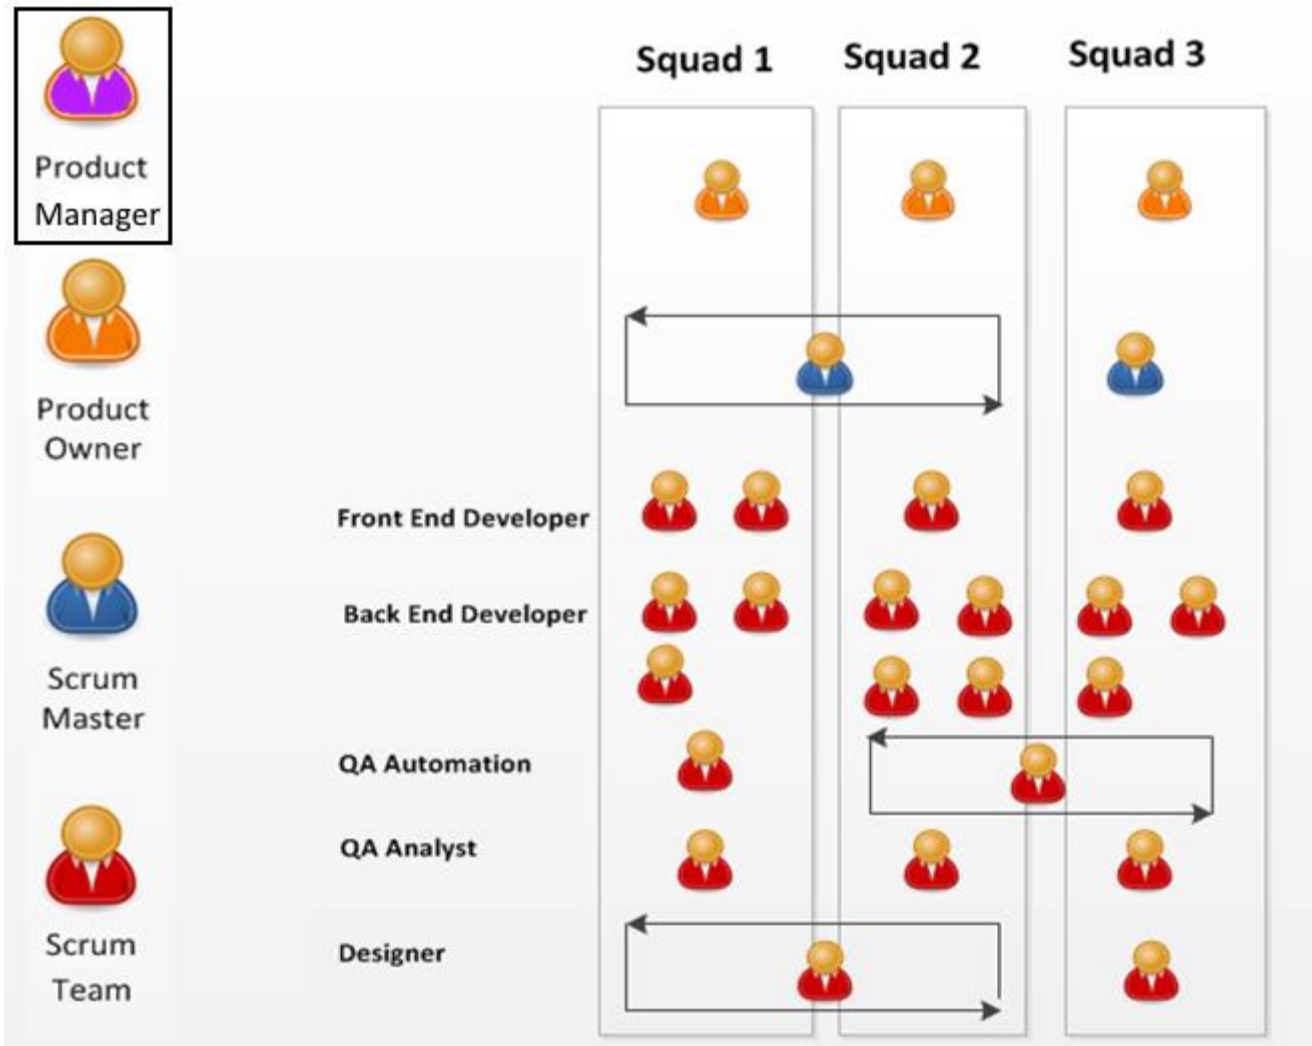 Product
Manager
Product
Owner
Scrum
Master
Scrum
Team
Squad 1
Squad 2
Squad 3
Front End Developer
Back End Developer
QA Automation
QA Analyst
Designer